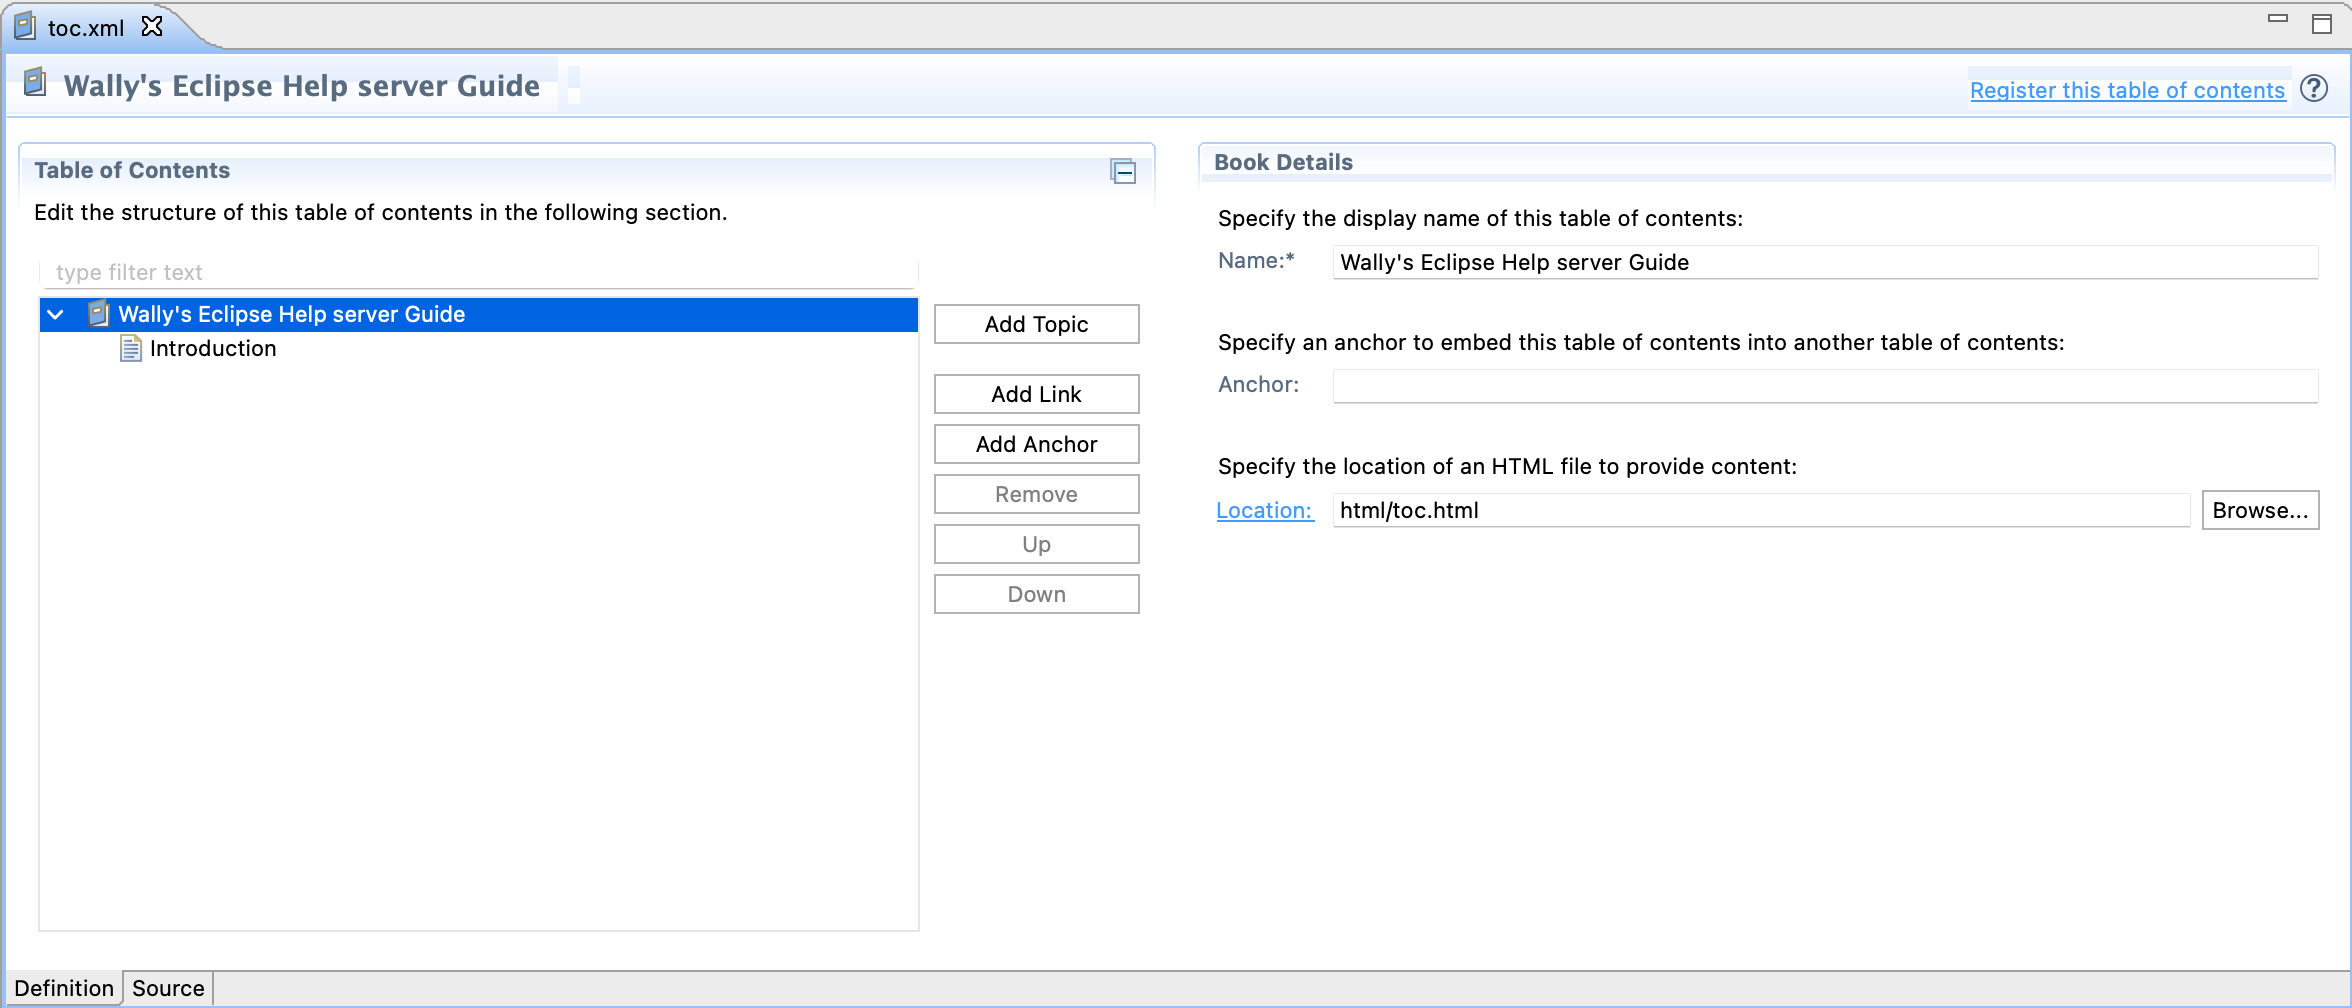 toc.xml
Wally's Eclipse Help server Guide
Register this table of contents
?
Table of Contents
Edit the structure of this table of contents in the following section.
type filter text
Wally's Eclipse Help server Guide
Introduction
Add Topic
Add Link
Add Anchor
Remove
Up
Down
Book Details
Specify the display name of this table of contents:
Name:* Wally's Eclipse Help server Guide
Specify an anchor to embed this table of contents into another table of contents:
Anchor:
Specify the location of an HTML file to provide content:
Location: html/toc.html Browse...
Definition Source